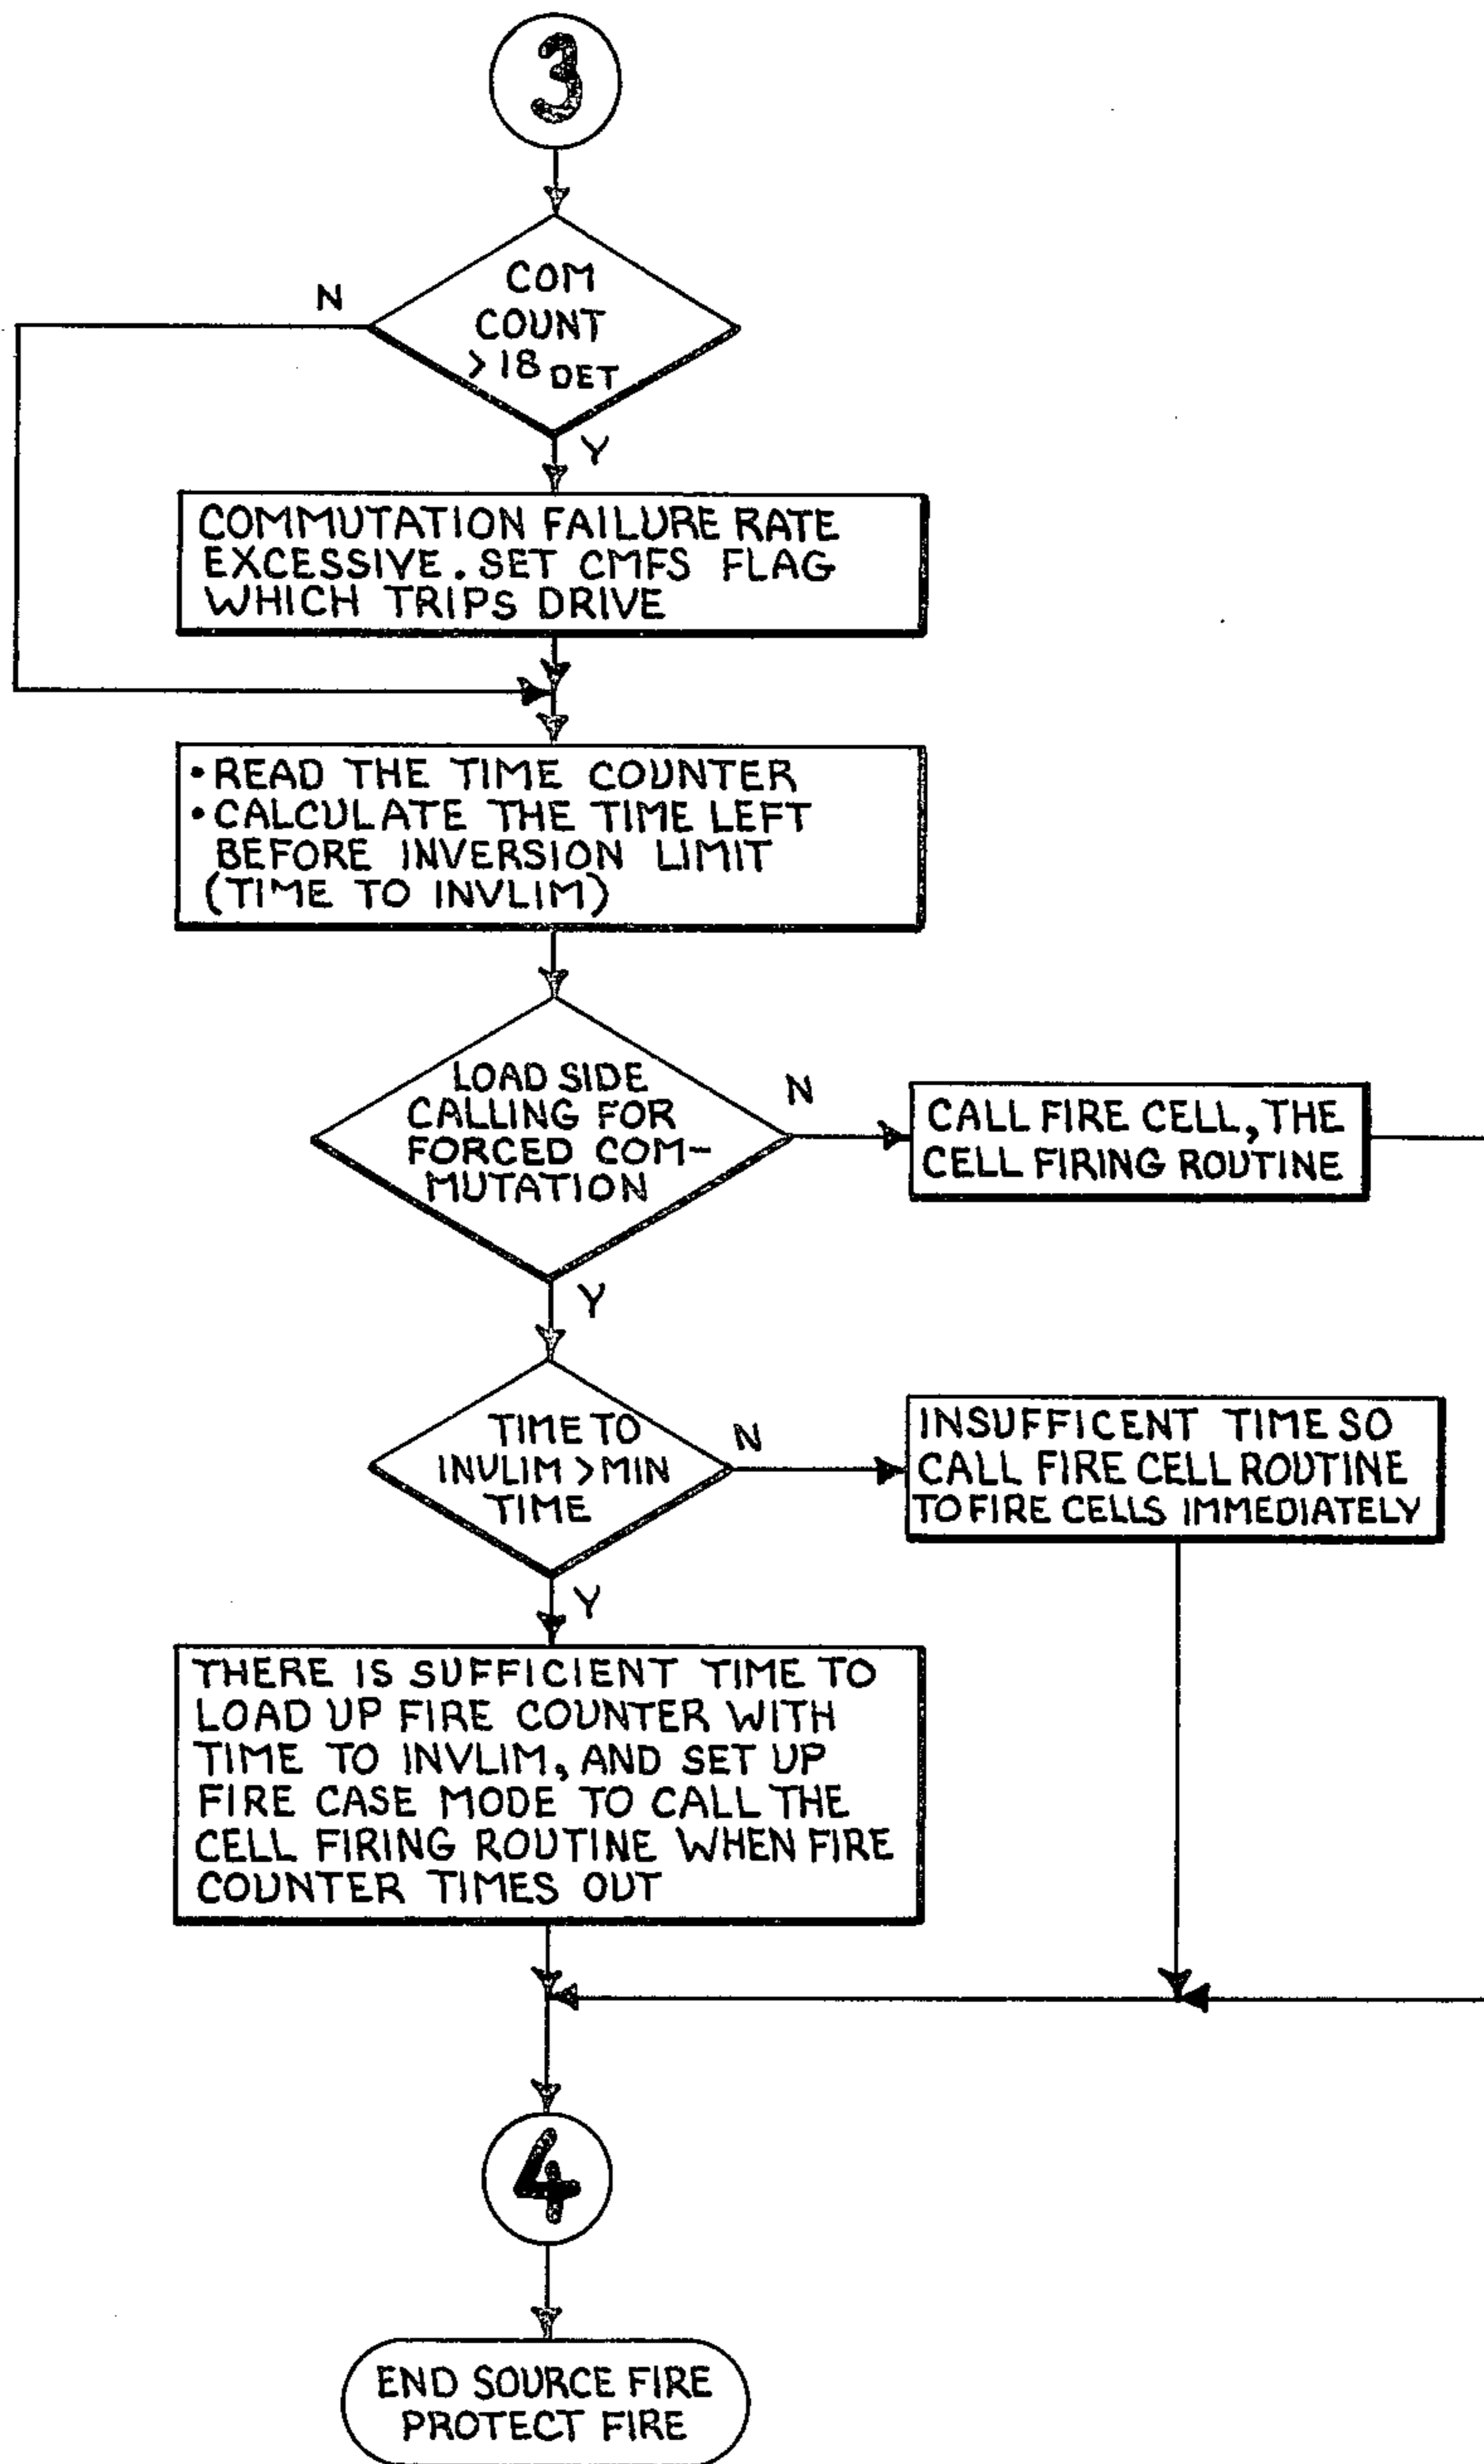 3
COM
COUNT
> 18 DET
N
Y
COMMUTATION FAILURE RATE
EXCESSIVE. SET CMFS FLAG
WHICH TRIPS DRIVE
• READ THE TIME COUNTER
• CALCULATE THE TIME LEFT
BEFORE INVERSION LIMIT
(TIME TO INVLIM)
LOAD SIDE
CALLING FOR
FORCED COM-
MUTATION
N
CALL FIRE CELL, THE
CELL FIRING ROUTINE
Y
TIME TO
INVLIM > MIN
TIME
N
INSUFFICENT TIME SO
CALL FIRE CELL ROUTINE
TO FIRE CELLS IMMEDIATELY
Y
THERE IS SUFFICIENT TIME TO
LOAD UP FIRE COUNTER WITH
TIME TO INVLIM, AND SET UP
FIRE CASE MODE TO CALL THE
CELL FIRING ROUTINE WHEN FIRE
COUNTER TIMES OUT
4
END SOURCE FIRE
PROTECT FIRE